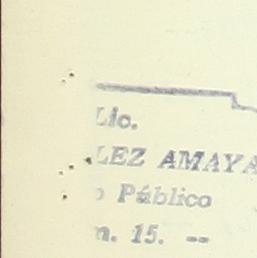 Lic.
LEZ AMAYA
o Público
m. 15. --